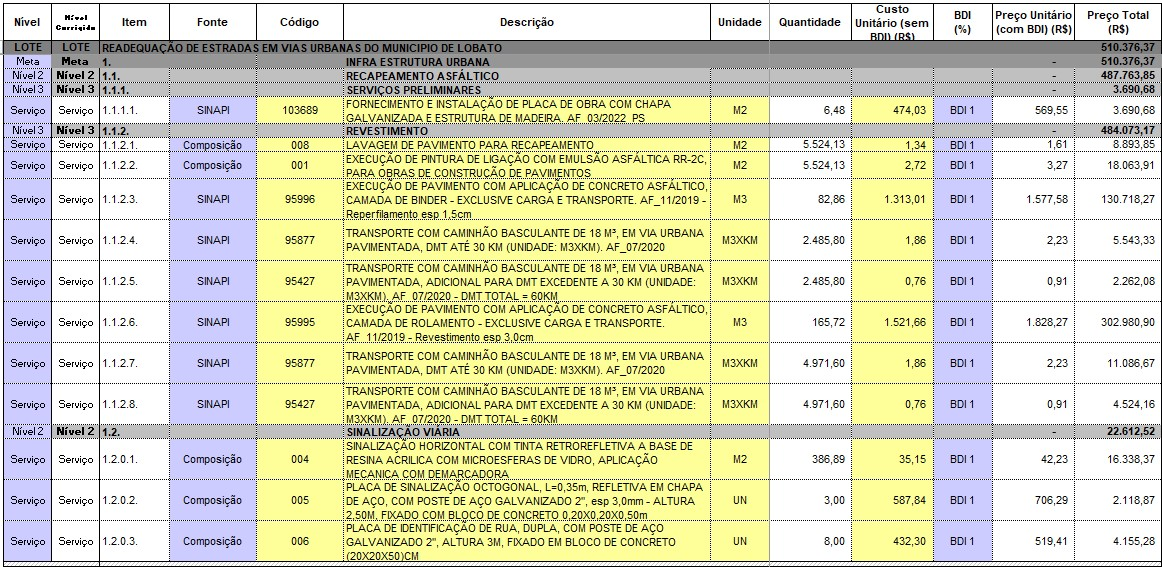 Nível Nível Corrigido Item Fonte Código Descrição Unidade Quantidade Custo Unitário (sem BDI) (R$) BDI (%) Preço Unitário (com BDI) (R$) Preço Total (R$)
LOTE LOTE READEQUAÇÃO DE ESTRADAS EM VIAS URBANAS DO MUNICIPIO DE LOBATO 510.376,37
Meta Meta 1. INFRA ESTRUTURA URBANA - 510.376,37
Nível 2 Nível 2 1.1. RECAPEAMENTO ASFÁLTICO - 487.763,85
Nível 3 Nível 3 1.1.1. SERVIÇOS PRELIMINARES - 3.690,68
Serviço Serviço 1.1.1.1. SINAPI 103689 FORNECIMENTO E INSTALAÇÃO DE PLACA DE OBRA COM CHAPA
GALVANIZADA E ESTRUTURA DE MADEIRA. AF_03/2022_PS M2 6,48 474,03 BDI 1 569,55 3.690,68
Nível 3 Nível 3 1.1.2. REVESTIMENTO - 484.073,17
Serviço Serviço 1.1.2.1. Composição 008 LAVAGEM DE PAVIMENTO PARA RECAPEAMENTO M2 5.524,13 1,34 BDI 1 1,61 8.893,85
Serviço Serviço 1.1.2.2. Composição 001 EXECUÇÃO DE PINTURA DE LIGAÇÃO COM EMULSÃO ASFÁLTICA RR-2C,
PARA OBRAS DE CONSTRUÇÃO DE PAVIMENTOS M2 5.524,13 2,72 BDI 1 3,27 18.063,91
Serviço Serviço 1.1.2.3. SINAPI 95996 EXECUÇÃO DE PAVIMENTO COM APLICAÇÃO DE CONCRETO ASFÁLTICO,
CAMADA DE BINDER - EXCLUSIVE CARGA E TRANSPORTE. AF_11/2019 -
Reperfilamento esp 1,5cm M3 82,86 1.313,01 BDI 1 1.577,58 130.718,27
Serviço Serviço 1.1.2.4. SINAPI 95877 TRANSPORTE COM CAMINHÃO BASCULANTE DE 18 M³, EM VIA URBANA
PAVIMENTADA, DMT ATÉ 30 KM (UNIDADE: M3XKM). AF_07/2020 M3XKM 2.485,80 1,86 BDI 1 2,23 5.543,33
Serviço Serviço 1.1.2.5. SINAPI 95427 TRANSPORTE COM CAMINHÃO BASCULANTE DE 18 M³, EM VIA URBANA
PAVIMENTADA, ADICIONAL PARA DMT EXCEDENTE A 30 KM (UNIDADE:
M3XKM). AF_07/2020 - DMT TOTAL = 60KM M3XKM 2.485,80 0,76 BDI 1 0,91 2.262,08
Serviço Serviço 1.1.2.6. SINAPI 95995 EXECUÇÃO DE PAVIMENTO COM APLICAÇÃO DE CONCRETO ASFÁLTICO,
CAMADA DE ROLAMENTO - EXCLUSIVE CARGA E TRANSPORTE.
AF_11/2019 - Revestimento esp 3,0cm M3 165,72 1.521,66 BDI 1 1.828,27 302.980,90
Serviço Serviço 1.1.2.7. SINAPI 95877 TRANSPORTE COM CAMINHÃO BASCULANTE DE 18 M³, EM VIA URBANA
PAVIMENTADA, DMT ATÉ 30 KM (UNIDADE: M3XKM). AF_07/2020 M3XKM 4.971,60 1,86 BDI 1 2,23 11.086,67
Serviço Serviço 1.1.2.8. SINAPI 95427 TRANSPORTE COM CAMINHÃO BASCULANTE DE 18 M³, EM VIA URBANA
PAVIMENTADA, ADICIONAL PARA DMT EXCEDENTE A 30 KM (UNIDADE:
M3XKM). AF_07/2020 - DMT TOTAL = 60KM M3XKM 4.971,60 0,76 BDI 1 0,91 4.524,16
Nível 2 Nível 2 1.2. SINALIZAÇÃO VIÁRIA - 22.612,52
Serviço Serviço 1.2.0.1. Composição 004 SINALIZAÇÃO HORIZONTAL COM TINTA RETROREFLETIVA A BASE DE
RESINA ACRILICA COM MICROESFERAS DE VIDRO, APLICAÇÃO
MECANICA COM DEMARCADORA M2 386,89 35,15 BDI 1 42,23 16.338,37
Serviço Serviço 1.2.0.2. Composição 005 PLACA DE SINALIZAÇÃO OCTOGONAL, L=0,35m, REFLETIVA EM CHAPA
DE AÇO, COM POSTE DE AÇO GALVANIZADO 2", esp 3,0mm - ALTURA
2,50M, FIXADO COM BLOCO DE CONCRETO 0,20X0,20X0,50m UN 3,00 587,84 BDI 1 706,29 2.118,87
Serviço Serviço 1.2.0.3. Composição 006 PLACA DE IDENTIFICAÇÃO DE RUA, DUPLA, COM POSTE DE AÇO
GALVANIZADO 2", ALTURA 3M, FIXADO EM BLOCO DE CONCRETO
(20X20X50)CM UN 8,00 432,30 BDI 1 519,41 4.155,28